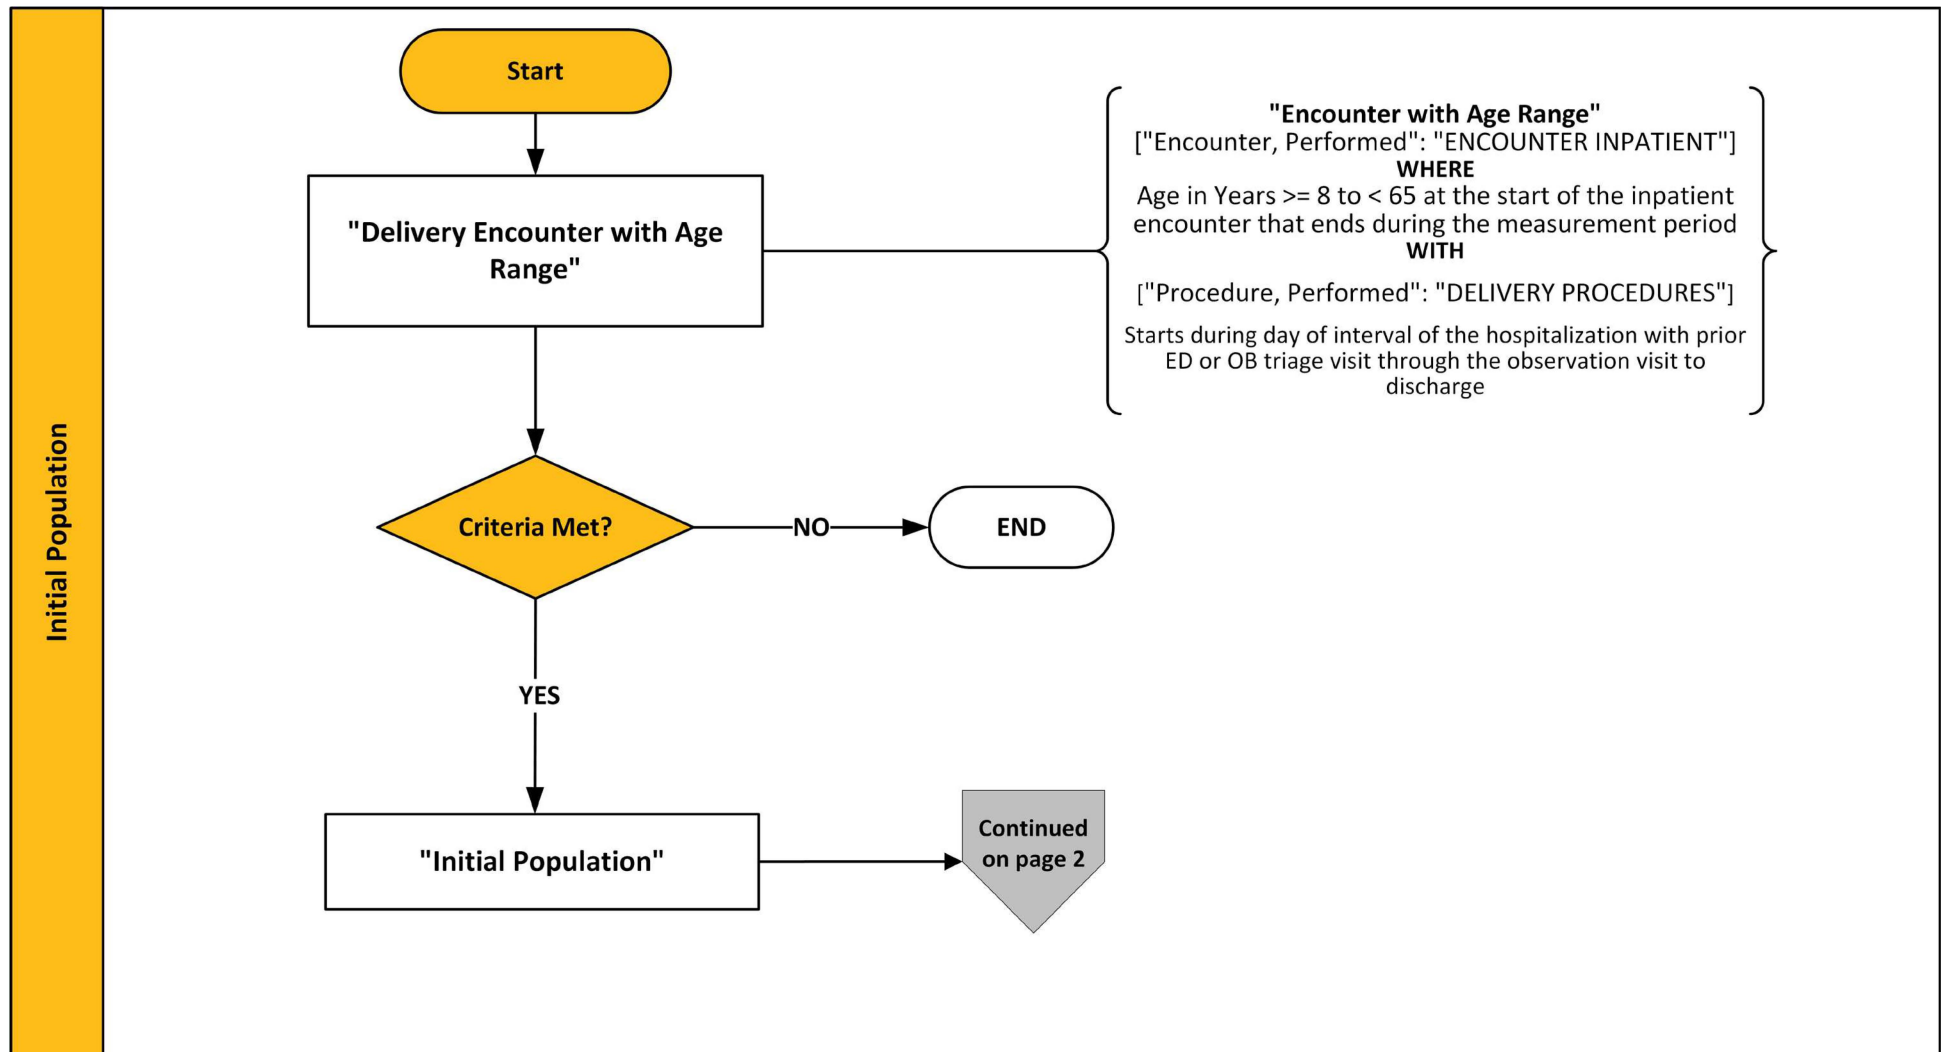 Initial Population
Start
"Delivery Encounter with Age
Range"
"Encounter with Age Range"
["Encounter, Performed": "ENCOUNTER INPATIENT"]
WHERE
Age in Years >= 8 to < 65 at the start of the inpatient
encounter that ends during the measurement period
WITH
["Procedure, Performed": "DELIVERY PROCEDURES"]
Starts during day of interval of the hospitalization with prior
ED or OB triage visit through the observation visit to
discharge
Criteria Met?
NO
END
YES
"Initial Population"
Continued
on page 2